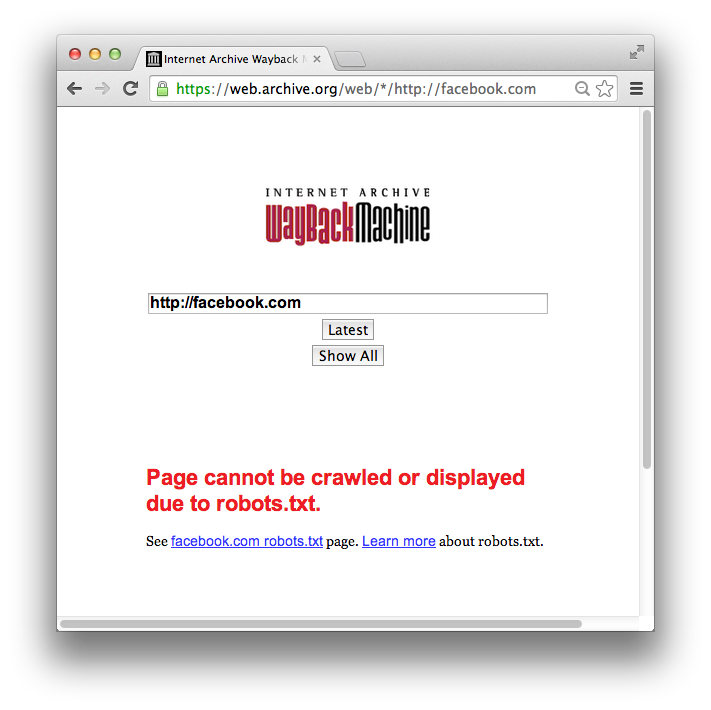 Internet Archive Wayback
https://web.archive.org/web/*/http://facebook.com
INTERNET ARCHIVE
WayBackMachine
http://facebook.com
Latest
Show All
Page cannot be crawled or displayed
due to robots.txt.
See facebook.com robots.txt page. Learn more about robots.txt.